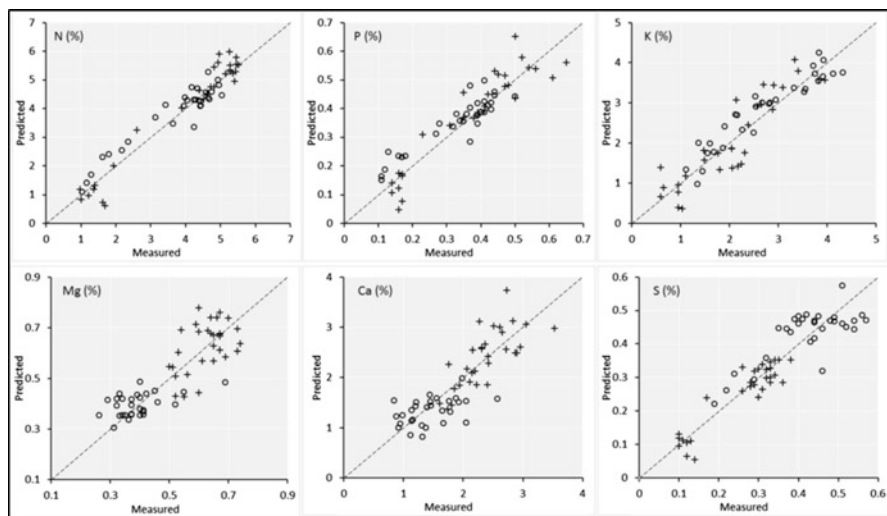 N (%)
7
6
5
4
3
2
1
0
0 1 2 3 4 5 6 7
Predicted
Measured
P (%)
0.7
0.6
0.5
0.4
0.3
0.2
0.1
0
0 0.1 0.2 0.3 0.4 0.5 0.6 0.7
Predicted
Measured
K (%)
5
4
3
2
1
0
0 1 2 3 4 5
Predicted
Measured
Mg (%)
0.9
0.7
0.5
0.3
0.1
0.1 0.3 0.5 0.7 0.9
Predicted
Measured
Ca (%)
4
3
2
1
0
0 1 2 3 4
Predicted
Measured
S (%)
0.6
0.5
0.4
0.3
0.2
0.1
0
0 0.1 0.2 0.3 0.4 0.5 0.6
Predicted
Measured